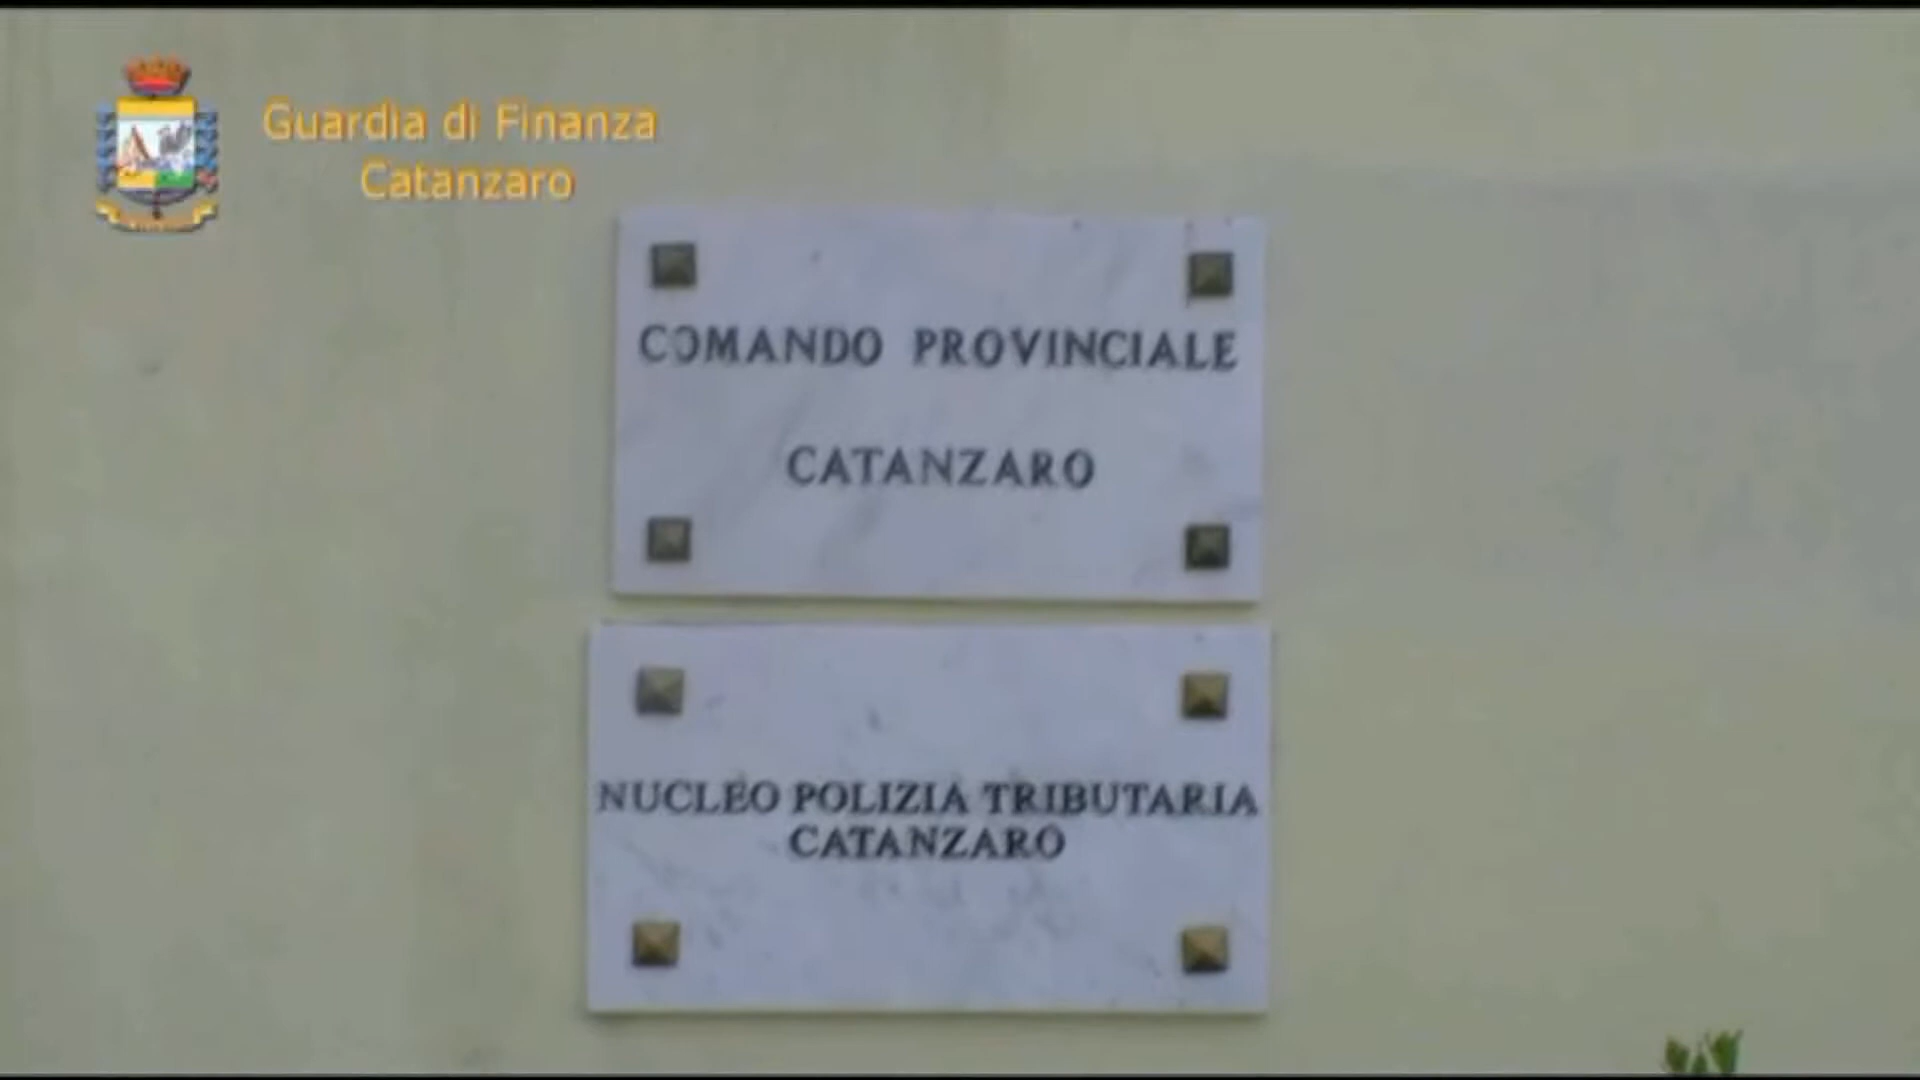 Guardia di Finanza
Catanzaro
COMANDO PROVINCIALE
CATANZARO
NUCLEO POLIZIA TRIBUTARIA
CATANZARO